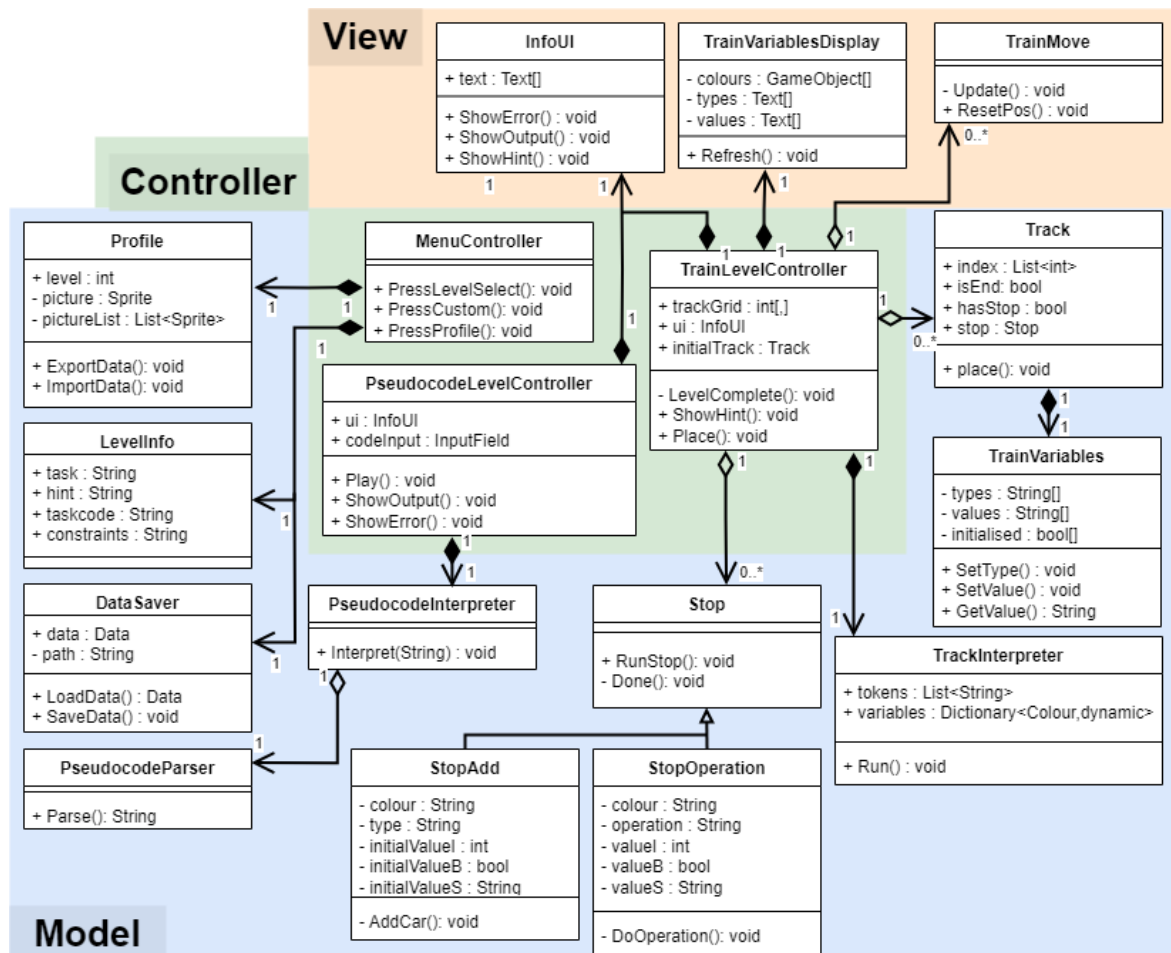 View
InfoUI
+ text : Text[]
+ ShowError() : void
+ ShowOutput() : void
+ ShowHint() : void
TrainVariablesDisplay
- colours : GameObject[]
- types : Text[]
- values : Text[]
+ Refresh() : void
TrainMove
- Update() : void
+ ResetPos() : void
0..*
1
1
1
Controller
Profile
+ level : int
- picture : Sprite
- pictureList : List<Sprite>
+ ExportData(): void
+ ImportData(): void
MenuController
+ PressLevelSelect(): void
+ PressCustom(): void
+ PressProfile(): void
1
1
1
1
1
1
TrainLevelController
+ trackGrid : int[,]
+ ui : InfoUI
+ initialTrack : Track
- LevelComplete(): void
+ ShowHint(): void
+ Place(): void
1
0..*
Track
+ index : List<int>
+ isEnd: bool
+ hasStop : bool
+ stop : Stop
+ place(): void
1
1
1
PseudocodeLevelController
+ ui : InfoUI
+ codeInput : InputField
+ Play() : void
+ ShowOutput() : void
+ ShowError() : void
1
1
LevelInfo
+ task : String
+ hint : String
+ taskcode : String
+ constraints : String
1
TrainVariables
- types : String[]
- values : String[]
- initialised : bool[]
+ SetType() : void
+ SetValue() : void
+ GetValue() : String
1
1
0..*
DataSaver
+ data : Data
- path : String
+ LoadData() : Data
+ SaveData() : void
1
PseudocodeInterpreter
+ Interpret(String) : void
1
Stop
+ RunStop(): void
- Done(): void
1
TrackInterpreter
+ tokens : List<String>
+ variables : Dictionary<Colour,dynamic>
+ Run() : void
1
PseudocodeParser
+ Parse(): String
StopAdd
- colour : String
- type : String
- initialValueI : int
- initialValueB : bool
- initialValueS : String
- AddCar(): void
StopOperation
- colour : String
- operation : String
- valueI : int
- valueB : bool
- valueS : String
- DoOperation(): void
Model